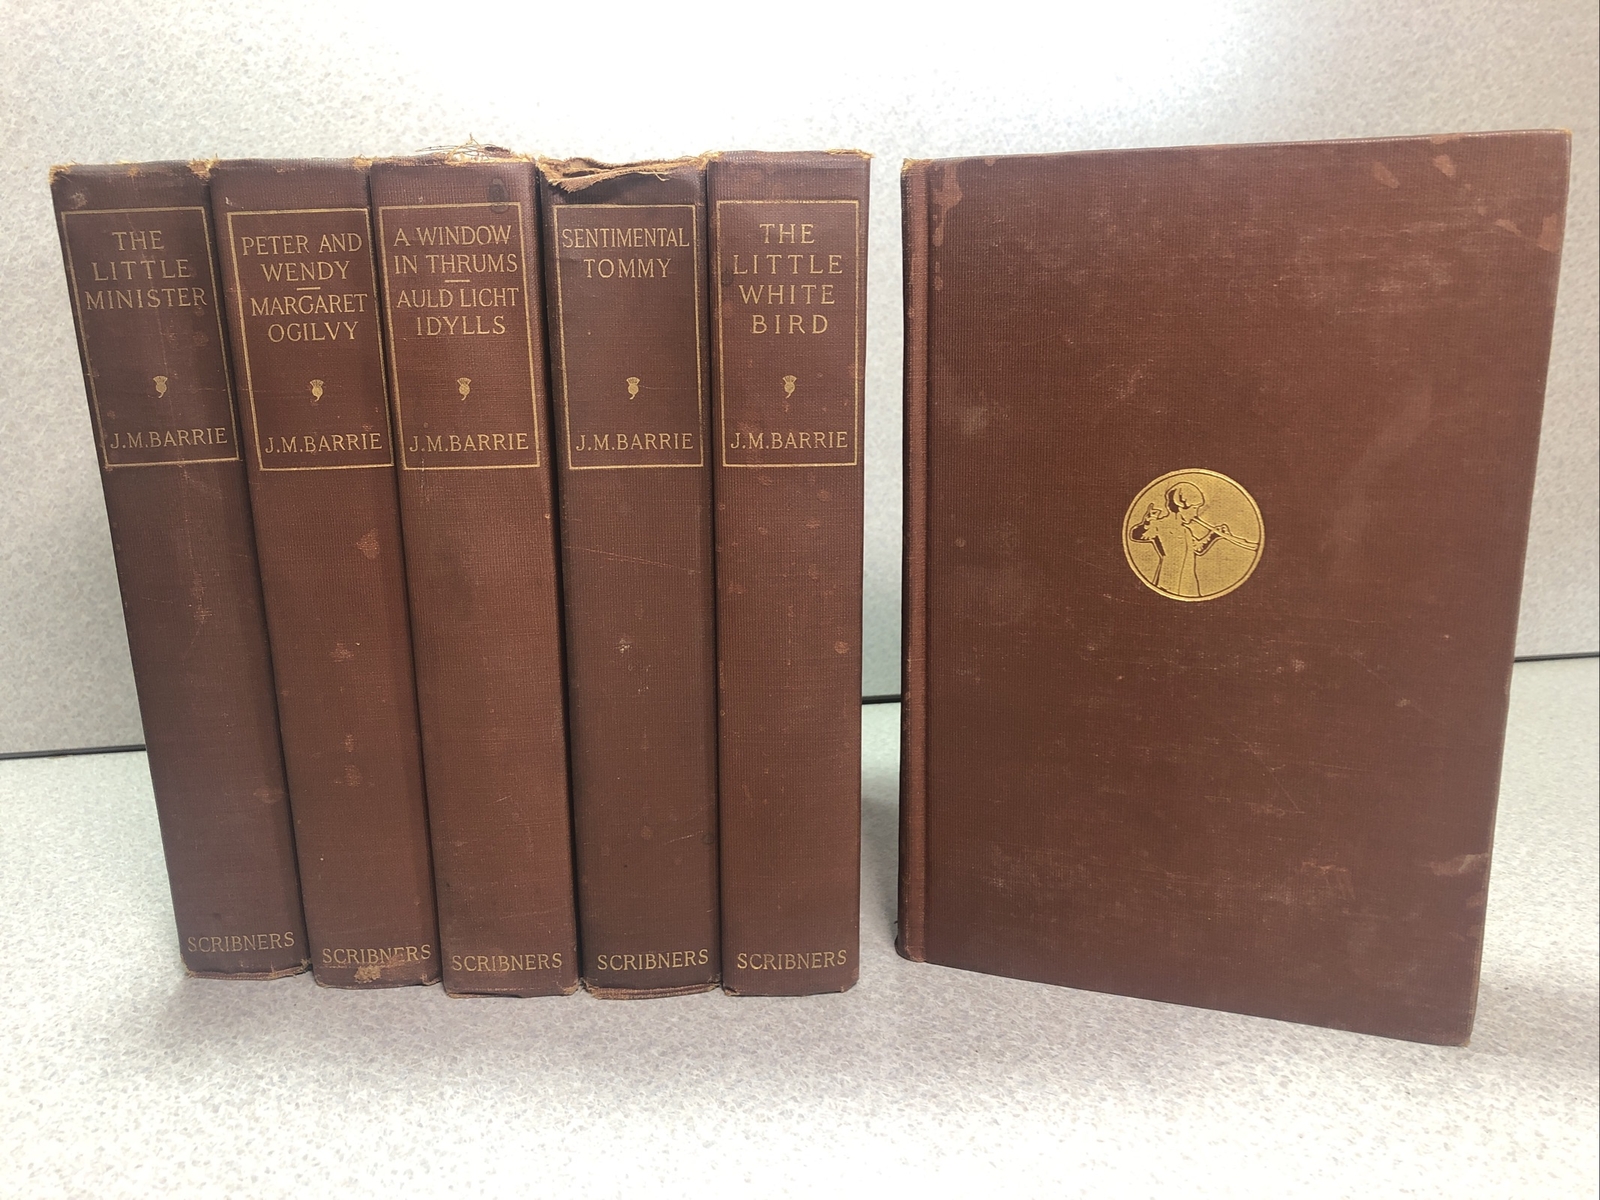 THE
LITTLE
MINISTER
J.M.BARRIE
SCRIBNERS
PETER AND
WENDY
MARGARET
OGILVY
J.M.BARRIE
SCRIBNERS
A WINDOW
IN THRUMS
AULD LICHT
IDYLLS
J.M.BARRIE
SCRIBNERS
SENTIMENTAL
TOMMY
J.M.BARRIE
SCRIBNERS
THE
LITTLE
WHITE
BIRD
J.M.BARRIE
SCRIBNERS